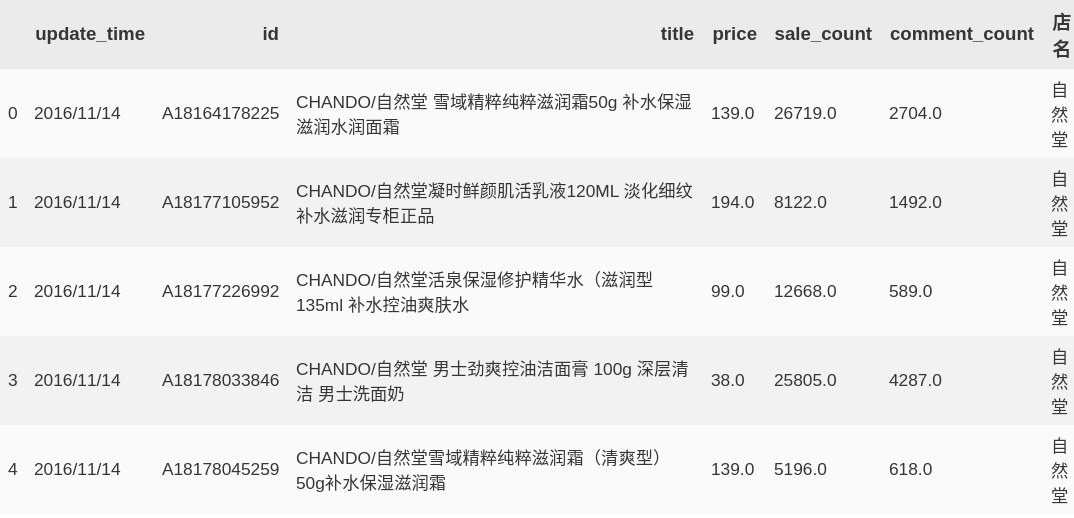 update_time id title price sale_count comment_count 店
名
0 2016/11/14 A18164178225 CHANDO/自然堂 雪域精粹纯粹滋润霜50g 补水保湿
滋润水润面霜 139.0 26719.0 2704.0 自
然
堂
1 2016/11/14 A18177105952 CHANDO/自然堂凝时鲜颜肌活乳液120ML 淡化细纹
补水滋润专柜正品 194.0 8122.0 1492.0 自
然
堂
2 2016/11/14 A18177226992 CHANDO/自然堂活泉保湿修护精华水（滋润型
135ml 补水控油爽肤水 99.0 12668.0 589.0 自
然
堂
3 2016/11/14 A18178033846 CHANDO/自然堂 男士劲爽控油洁面膏 100g 深层清
洁 男士洗面奶 38.0 25805.0 4287.0 自
然
堂
4 2016/11/14 A18178045259 CHANDO/自然堂雪域精粹纯粹滋润霜（清爽型）
50g补水保湿滋润霜 139.0 5196.0 618.0 自
然
堂